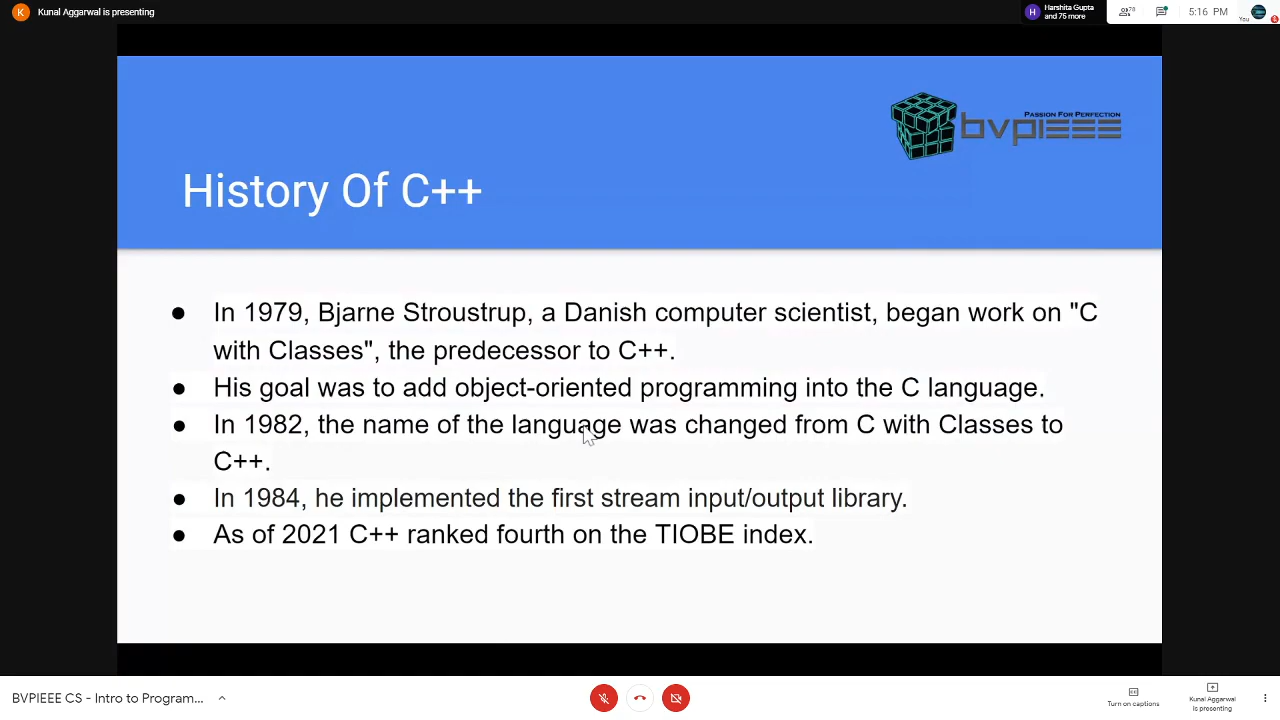 K Kunal Aggarwal is presenting
H Harshita Gupta
and 75 more
78
5:16 PM
You
PASSION FOR PERFECTION
bvpieee
History Of C++
● In 1979, Bjarne Stroustrup, a Danish computer scientist, began work on "C
with Classes", the predecessor to C++.
● His goal was to add object-oriented programming into the C language.
● In 1982, the name of the language was changed from C with Classes to
C++.
● In 1984, he implemented the first stream input/output library.
● As of 2021 C++ ranked fourth on the TIOBE index.
BVPIEEE CS - Intro to Program...
Turn on captions
Kunal Aggarwal
is presenting